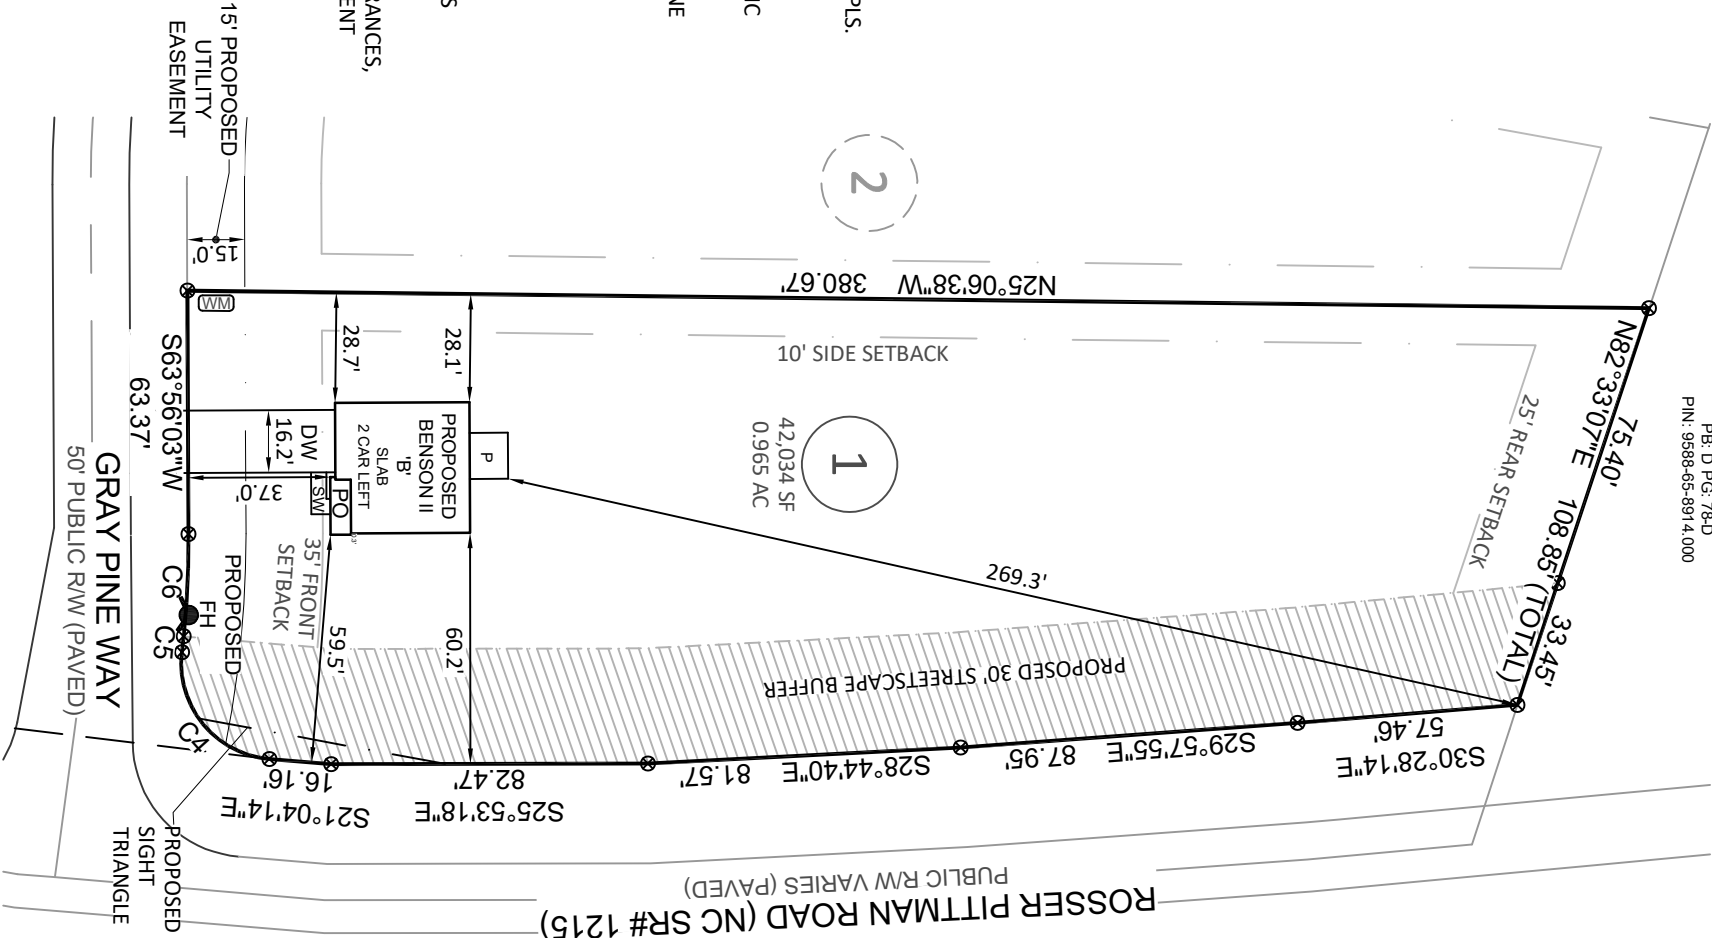 PLS.
IC
NE
S
RANCES,
ENT
15' PROPOSED
UTILITY
EASEMENT
15.0'
WM
2
N25°06'38"W 380.67'
10' SIDE SETBACK
1
42,034 SF
0.965 AC
28.7'
28.1'
PROPOSED
BENSON II
'B'
SLAB
2 CAR LEFT
P
DW
16.2'
PO
SW
37.0'
S63°56'03"W
63.37'
GRAY PINE WAY
50' PUBLIC R/W (PAVED)
35' FRONT
SETBACK
PROPOSED
FH
C6
C5
C4
59.5'
60.2'
269.3'
PROPOSED 30' STREETSCAPE BUFFER
25' REAR SETBACK
N82°33'07"E
75.40'
108.85' (TOTAL)
33.45'
PB: D PG: 78-D
PIN: 9588-65-8914.000
S30°28'14"E
57.46'
S29°57'55"E 87.95'
S28°44'40"E 81.57'
S25°53'18"E
82.47'
S21°04'14"E
16.16'
PROPOSED
SIGHT
TRIANGLE
ROSSER PITTMAN ROAD (NC SR# 1215)
PUBLIC R/W VARIES (PAVED)